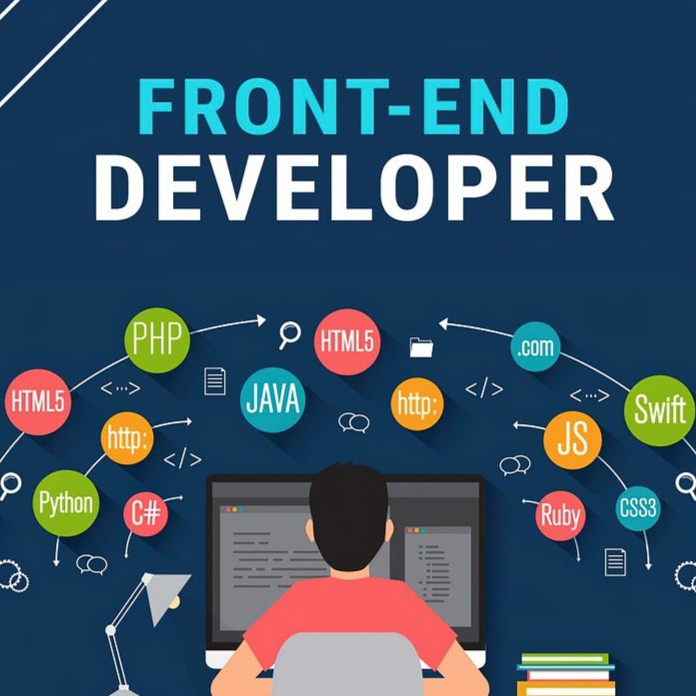 FRONT-END
DEVELOPER
PHP
HTML5
.com
HTML5
JAVA
http:
Swift
http:
JS
Python
C#
Ruby
CSS3